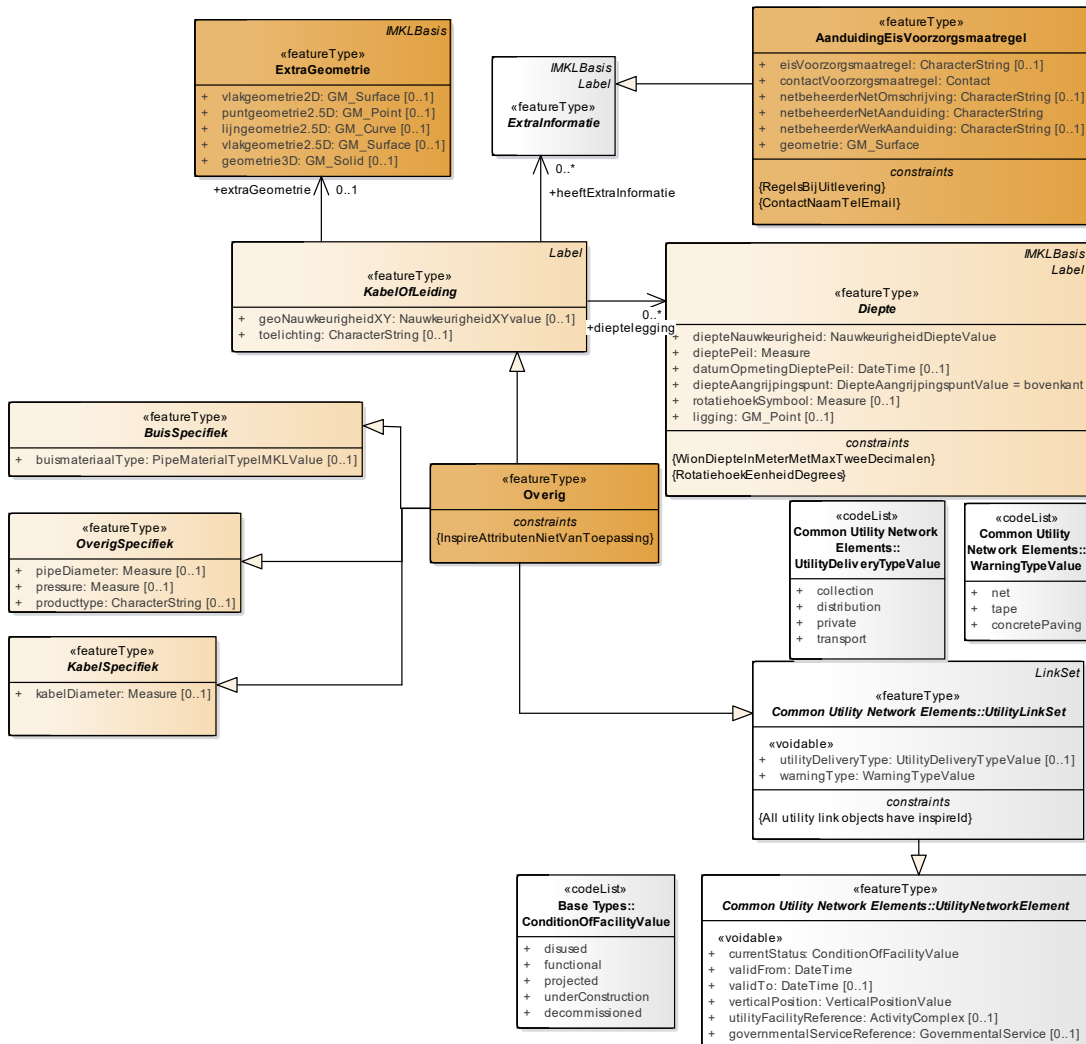 IMKLBasis
«featureType»
ExtraGeometrie
+ vlakgeometrie2D: GM_Surface [0..1]
+ puntgeometrie2.5D: GM_Point [0..1]
+ lijngeometrie2.5D: GM_Curve [0..1]
+ vlakgeometrie2.5D: GM_Surface [0..1]
+ geometrie3D: GM_Solid [0..1]
IMKLBasis
Label
«featureType»
ExtraInformatie
«featureType»
AanduidingEisVoorzorgsmaatregel
+ eisVoorzorgsmaatregel: CharacterString [0..1]
+ contactVoorzorgsmaatregel: Contact
+ netbeheerderNetOmschrijving: CharacterString [0..1]
+ netbeheerderNetAanduiding: CharacterString
+ netbeheerderWerkAanduiding: CharacterString [0..1]
+ geometrie: GM_Surface
constraints
{RegelsBijUitlevering}
{ContactNaamTelEmail}
+extraGeometrie 0..1
0..*
+heeftExtraInformatie
Label
«featureType»
KabelOfLeiding
+ geoNauwkeurigheidXY: NauwkeurigheidXYvalue [0..1]
+ toelichting: CharacterString [0..1]
0..*
+dieptelegging
IMKLBasis
Label
«featureType»
Diepte
+ diepteNauwkeurigheid: NauwkeurigheidDiepteValue
+ dieptePeil: Measure
+ datumOpmetingDieptePeil: DateTime [0..1]
+ diepteAangrijpingspunt: DiepteAangrijpingspuntValue = bovenkant
+ rotatiehoekSymbool: Measure [0..1]
+ ligging: GM_Point [0..1]
constraints
{WionDiepteInMeterMetMaxTweeDecimalen}
{RotatiehoekEenheidDegrees}
«featureType»
BuisSpecifiek
+ buismateriaalType: PipeMaterialTypeIMKLValue [0..1]
«featureType»
Overig
constraints
{InspireAttributenNietVanToepassing}
«featureType»
OverigSpecifiek
+ pipeDiameter: Measure [0..1]
+ pressure: Measure [0..1]
+ producttype: CharacterString [0..1]
«featureType»
KabelSpecifiek
+ kabelDiameter: Measure [0..1]
«codeList»
Common Utility Network
Elements::
UtilityDeliveryTypeValue
+ collection
+ distribution
+ private
+ transport
«codeList»
Common Utility
Network Elements::
WarningTypeValue
+ net
+ tape
+ concretePaving
LinkSet
«featureType»
Common Utility Network Elements::UtilityLinkSet
«voidable»
+ utilityDeliveryType: UtilityDeliveryTypeValue [0..1]
+ warningType: WarningTypeValue
constraints
{All utility link objects have inspireId}
«codeList»
Base Types::
ConditionOfFacilityValue
+ disused
+ functional
+ projected
+ underConstruction
+ decommissioned
«featureType»
Common Utility Network Elements::UtilityNetworkElement
«voidable»
+ currentStatus: ConditionOfFacilityValue
+ validFrom: DateTime
+ validTo: DateTime [0..1]
+ verticalPosition: VerticalPositionValue
+ utilityFacilityReference: ActivityComplex [0..1]
+ governmentalServiceReference: GovernmentalService [0..1]